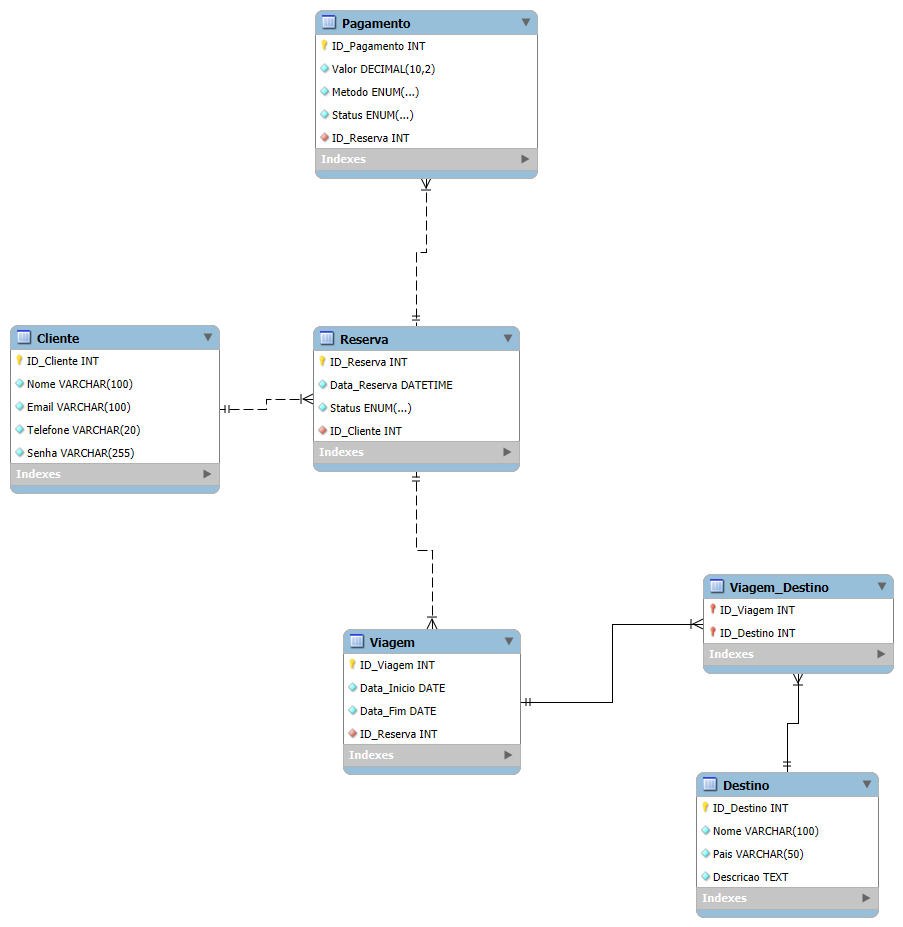 Pagamento
ID_Pagamento INT
Valor DECIMAL(10,2)
Metodo ENUM(...)
Status ENUM(...)
ID_Reserva INT
Indexes
Cliente
ID_Cliente INT
Nome VARCHAR(100)
Email VARCHAR(100)
Telefone VARCHAR(20)
Senha VARCHAR(255)
Indexes
Reserva
ID_Reserva INT
Data_Reserva DATETIME
Status ENUM(...)
ID_Cliente INT
Indexes
Viagem
ID_Viagem INT
Data_Inicio DATE
Data_Fim DATE
ID_Reserva INT
Indexes
Viagem_Destino
ID_Viagem INT
ID_Destino INT
Indexes
Destino
ID_Destino INT
Nome VARCHAR(100)
Pais VARCHAR(50)
Descricao TEXT
Indexes